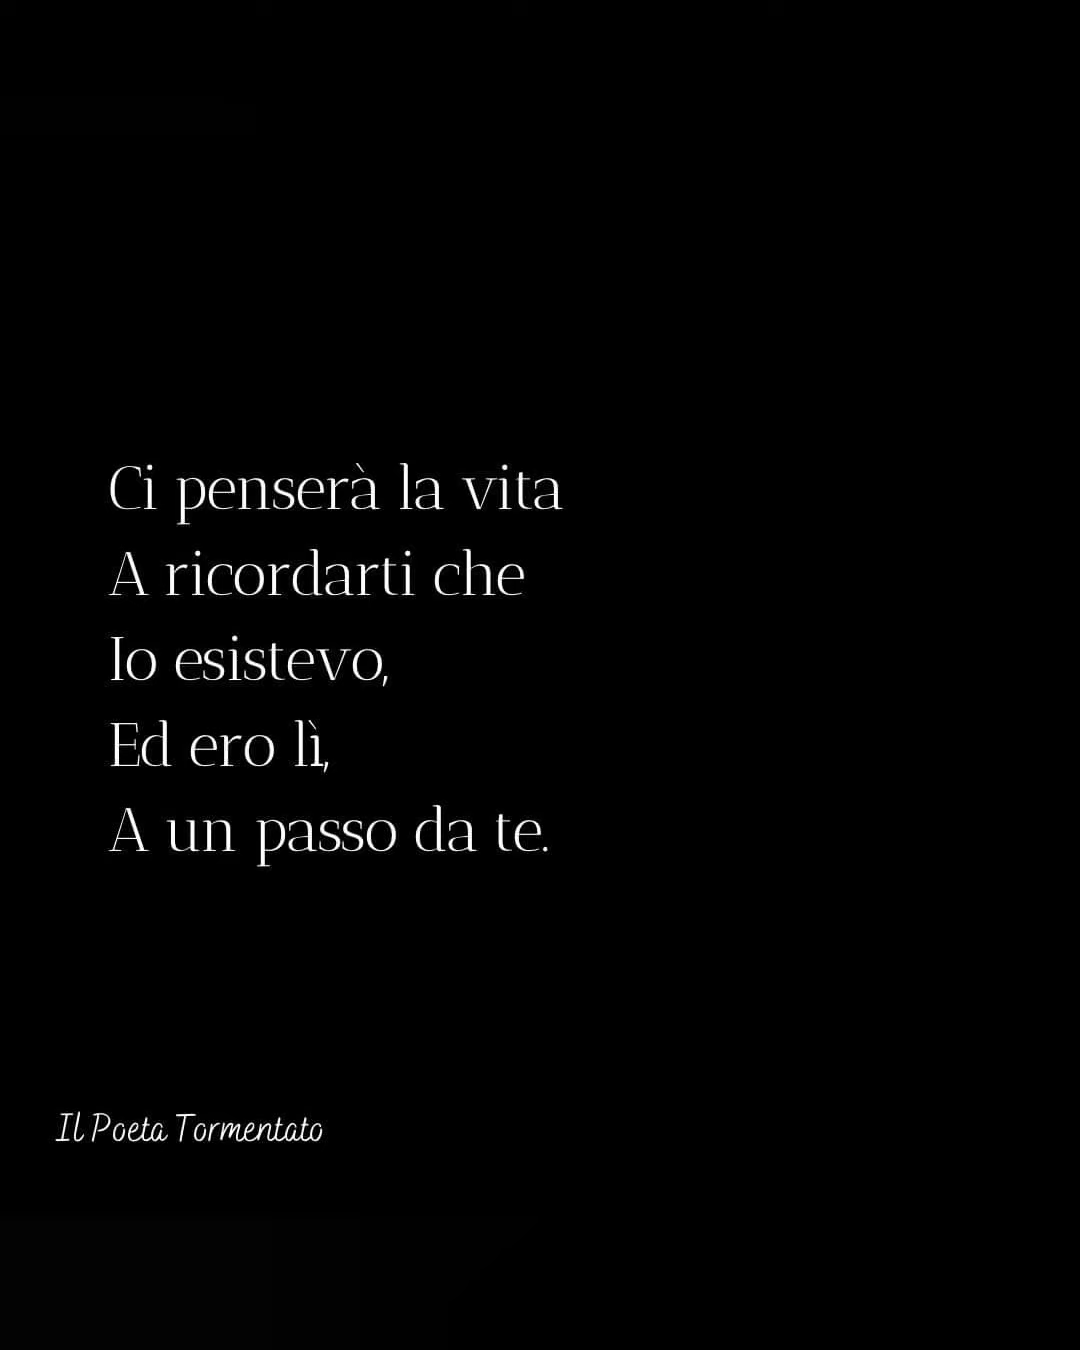 Ci penserà la vita
A ricordarti che
Io esistevo,
Ed ero lì,
A un passo da te.
Il Poeta Tormentato